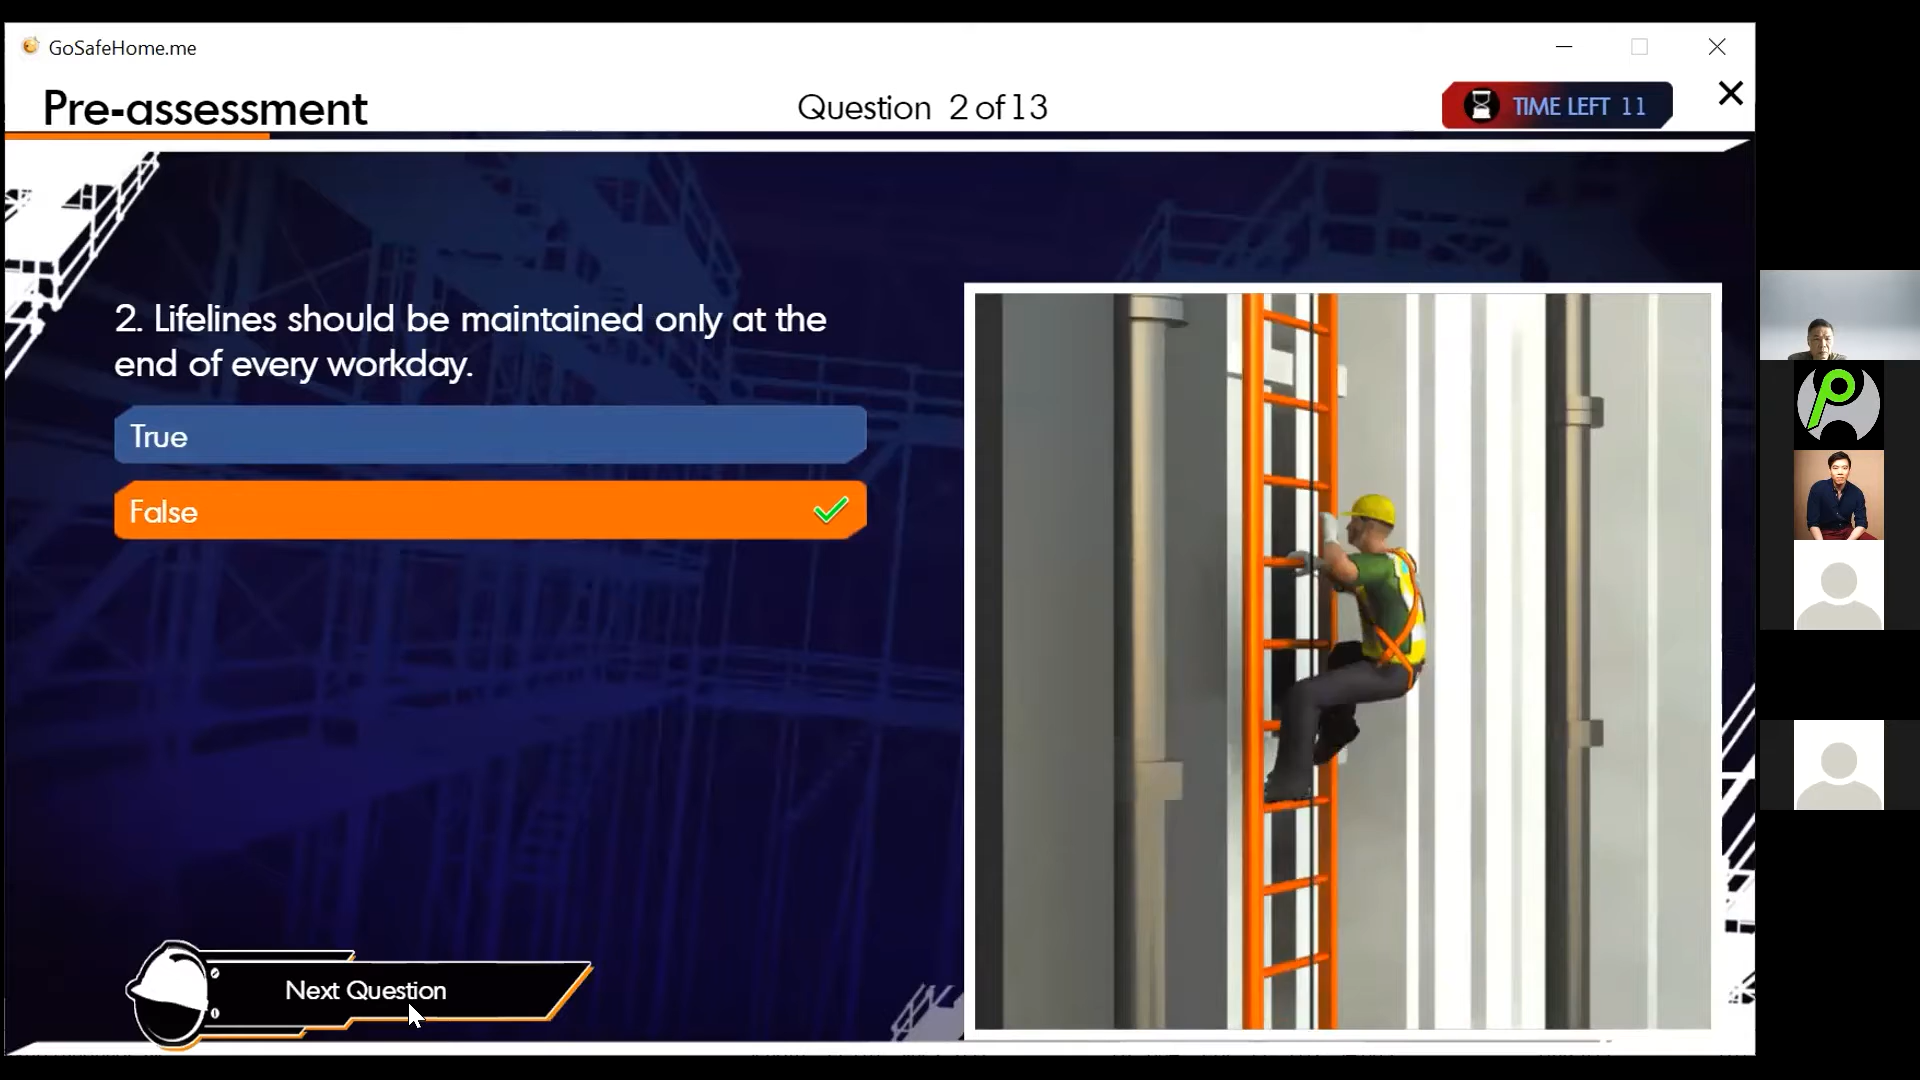 GoSafeHome.me
Pre-assessment
Question 2 of 13
TIME LEFT 11
2. Lifelines should be maintained only at the
end of every workday.
True
False
Next Question